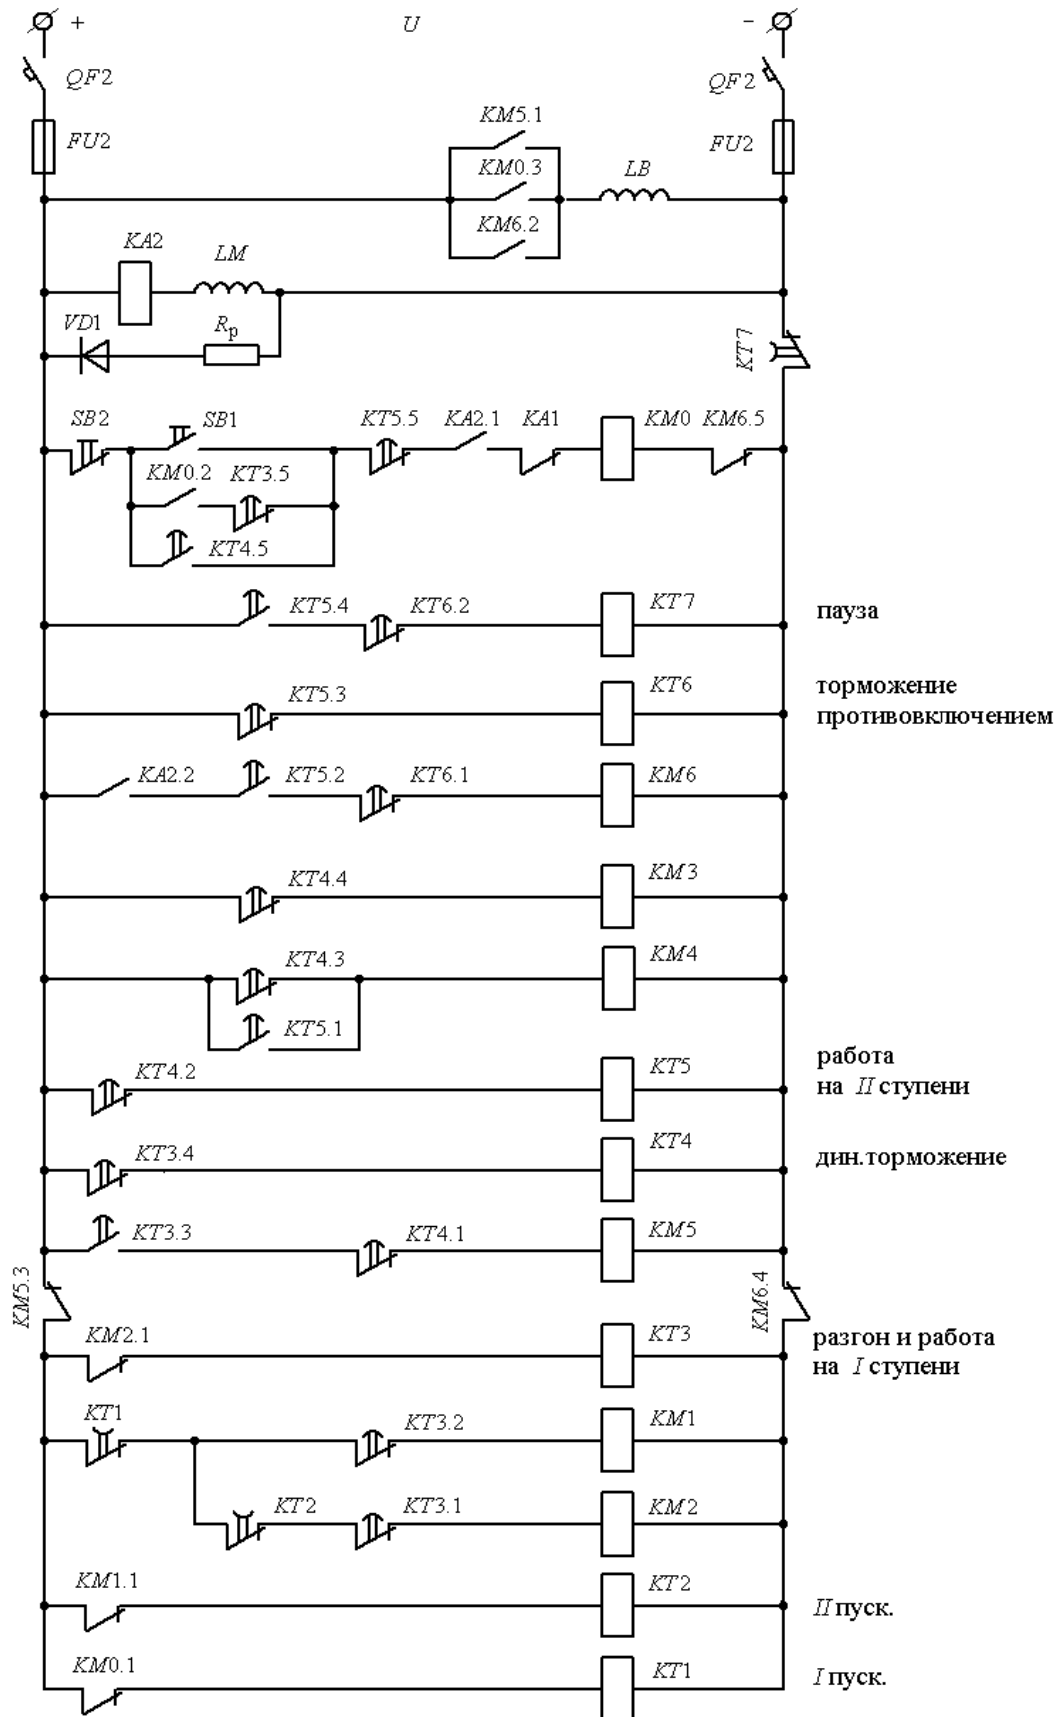 + U −
QF2 QF2
KM5.1
FU2 FU2
KM0.3 LB
KM6.2
KA2 LM
VD1 Rр
KT7
SB2 SB1 KT5.5 KA2.1 KA1 KM0 KM6.5
KM0.2 KT3.5
KT4.5
KT5.4 KT6.2 KT7 пауза
KT5.3 KT6 торможение
противовключением
KA2.2 KT5.2 KT6.1 KM6
KT4.4 KM3
KT4.3 KM4
KT5.1
KT4.2 KT5 работа
на II ступени
KT3.4 KT4 дин.торможение
KT3.3 KT4.1 KM5
KM5.3 KM6.4
KM2.1 KT3 разгон и работа
на I ступени
KT1 KT3.2 KM1
KT2 KT3.1 KM2
KM1.1 KT2 II пуск.
KM0.1 KT1 I пуск.